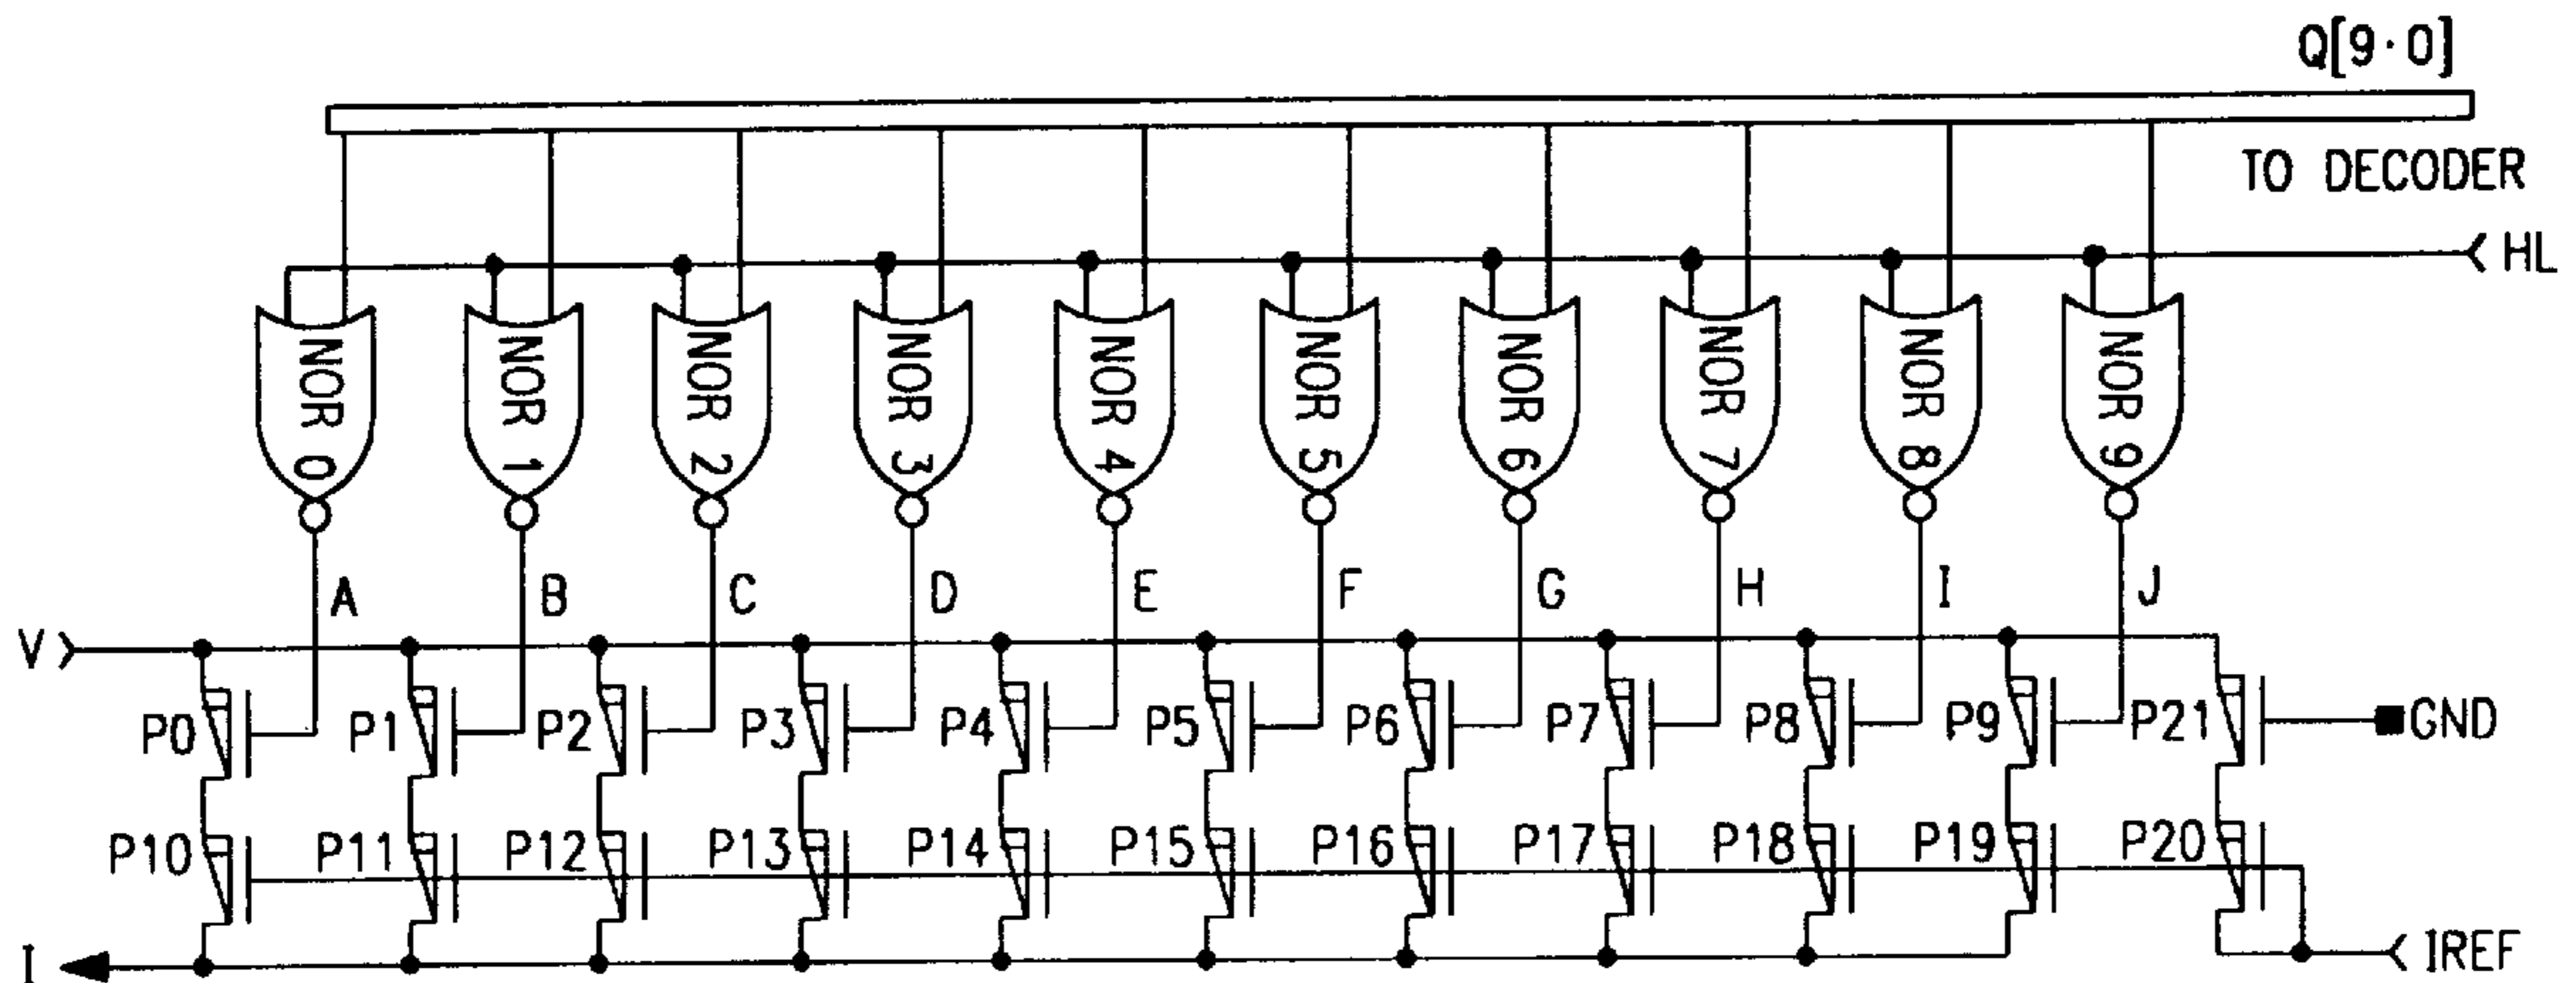 Q[9·0]
TO DECODER
HL
NOR 0 NOR 1 NOR 2 NOR 3 NOR 4 NOR 5 NOR 6 NOR 7 NOR 8 NOR 9
A B C D E F G H I J
V
P0 P1 P2 P3 P4 P5 P6 P7 P8 P9 P21 GND
P10 P11 P12 P13 P14 P15 P16 P17 P18 P19 P20
I IREF